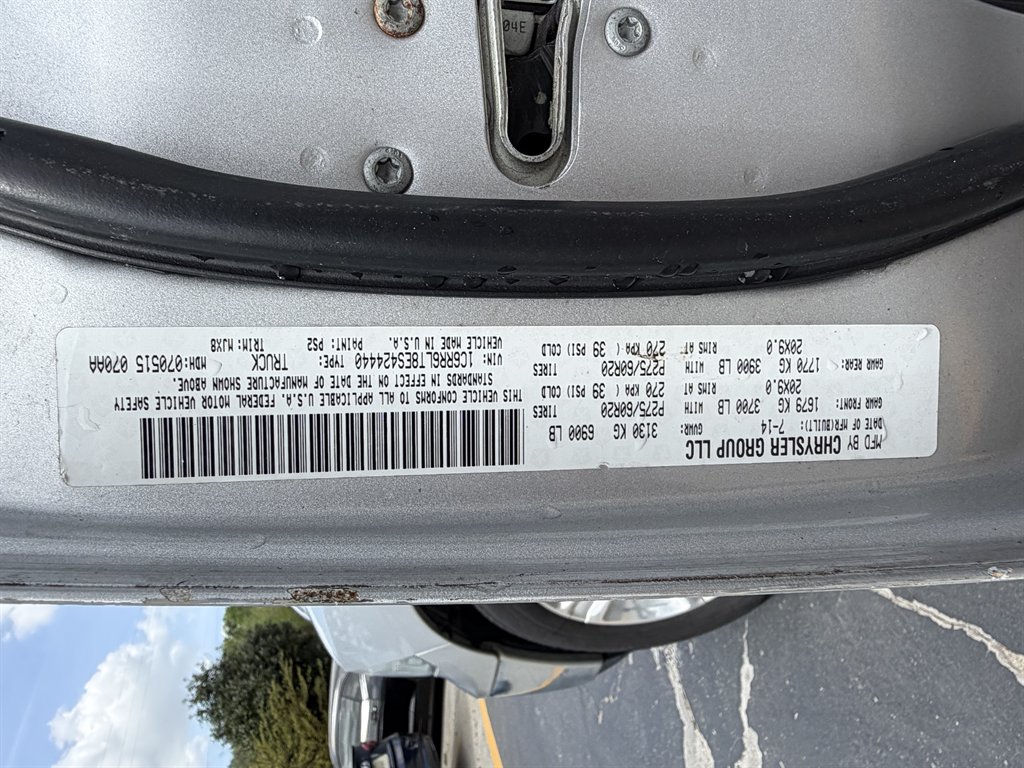 MFD BY CHRYSLER GROUP LLC
DATE OF MFR(BUILT): 7-14 GVWR: 3130 KG 6900 LB
GAWR FRONT: 1679 KG 3700 LB WITH P275/60R20 TIRES
20X9.0 RIMS AT 270 KPA( 39 PSI) COLD
GAWR REAR: 1770 KG 3900 LB WITH P275/60R20 TIRES
20X9.0 RIMS AT 270 KPA ( 39 PSI) COLD
THIS VEHICLE CONFORMS TO ALL APPLICABLE U.S.A. FEDERAL MOTOR VEHICLE SAFETY
STANDARDS IN EFFECT ON THE DATE OF MANUFACTURE SHOWN ABOVE.
VIN: 1C6RR6LT8ES424440 TYPE: TRUCK MDH:070515 070AA
VEHICLE MADE IN U.S.A. PAINT: PS2 TRIM: MJX8
04E